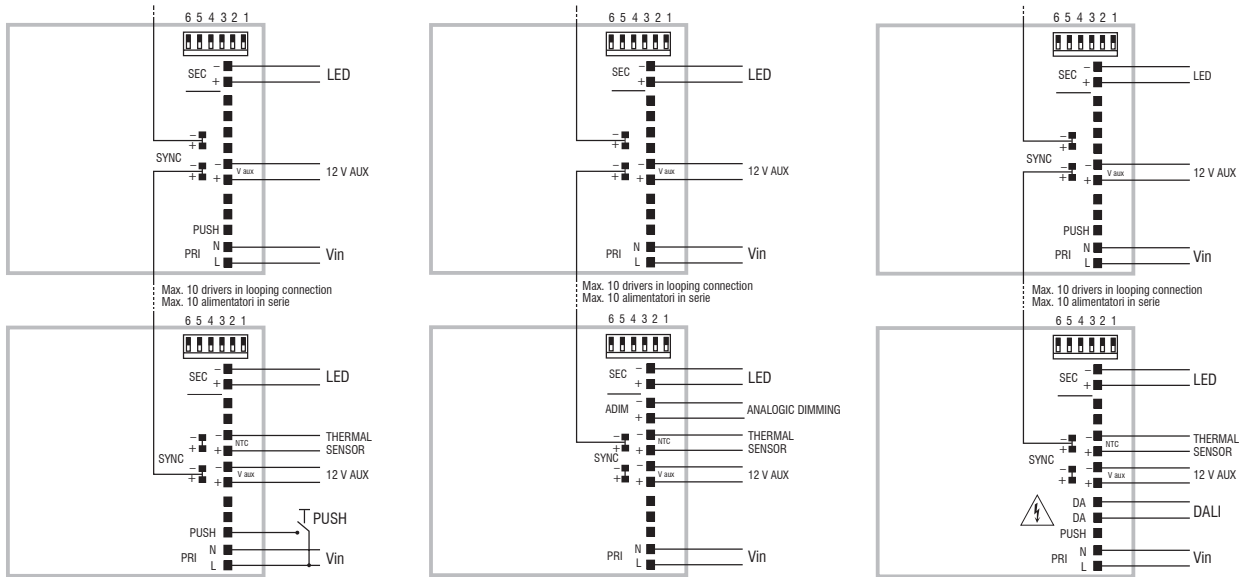 6 5 4 3 2 1
SEC
−
+
LED
−
+
SYNC
−
+
−
+
V aux
12 V AUX
PUSH
PRI
N
L
Vin
6 5 4 3 2 1
SEC
−
+
LED
−
+
SYNC
−
+
−
+
V aux
12 V AUX
PRI
N
L
Vin
6 5 4 3 2 1
SEC
−
+
LED
−
+
SYNC
−
+
−
+
V aux
12 V AUX
PUSH
PRI
N
L
Vin
Max. 10 drivers in looping connection
Max. 10 alimentatori in serie
Max. 10 drivers in looping connection
Max. 10 alimentatori in serie
Max. 10 drivers in looping connection
Max. 10 alimentatori in serie
6 5 4 3 2 1
SEC
−
+
LED
−
+
−
+
NTC
THERMAL
SENSOR
SYNC
−
+
−
+
V aux
12 V AUX
PUSH
PUSH
PRI
N
L
Vin
6 5 4 3 2 1
SEC
−
+
LED
ADIM
−
+
ANALOGIC DIMMING
−
+
−
+
NTC
THERMAL
SENSOR
SYNC
−
+
−
+
V aux
12 V AUX
PRI
N
L
Vin
6 5 4 3 2 1
SEC
−
+
LED
−
+
−
+
NTC
THERMAL
SENSOR
SYNC
−
+
−
+
V aux
12 V AUX
DA
DA
DALI
PUSH
PRI
N
L
Vin